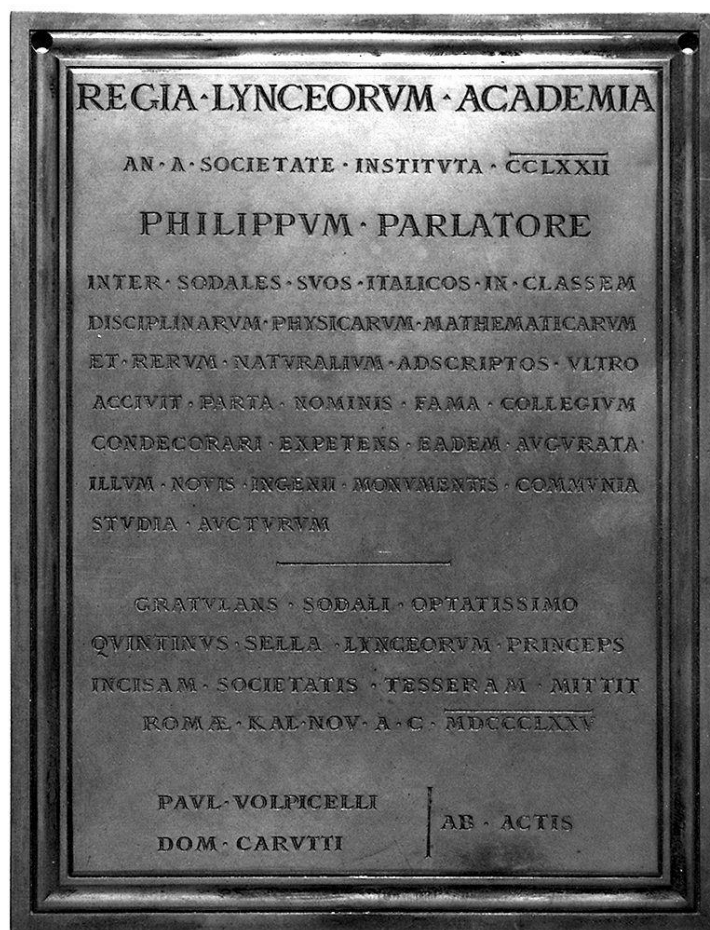 REGIA·LYNCEORVM·ACADEMIA
AN·A·SOCIETATE·INSTITVTA·CCLXXII
PHILIPPVM·PARLATORE
INTER·SODALES·SVOS·ITALICOS·IN·CLASSEM
DISCIPLINARVM·PHYSICARVM·MATHEMATICARVM
ET·RERVM·NATVRALIVM·ADSCRIPTOS·VLTRO
ACCIVIT·PARTA·NOMINIS·FAMA·COLLEGIVM
CONDECORARI·EXPETENS·EADEM·AVGVRATA·
ILLVM·NOVIS·INGENII·MONVMENTIS·COMMVNIA
STVDIA·AVCTVRVM
GRATVLANS·SODALI·OPTATISSIMO
QVINTINVS·SELLA·LYNCEORVM·PRINCEPS
INCISAM·SOCIETATIS·TESSERAM·MITTIT
ROMÆ·KAL·NOV·A·C·MDCCCLXXV
PAVL·VOLPICELLI
DOM·CARVTTI
AB·ACTIS